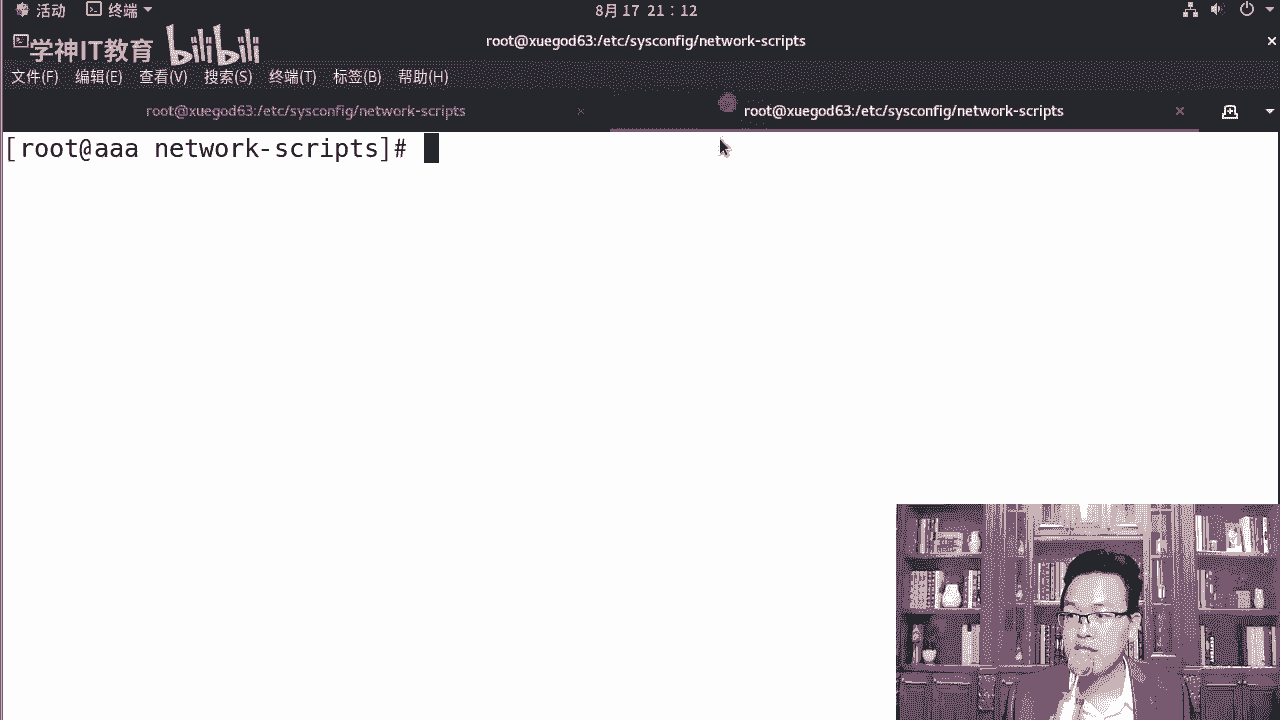 活动 终端 8月 17 21：12
学神IT教育 bilibili root@xuegod63:/etc/sysconfig/network-scripts ×
文件(F) 编辑(E) 查看(V) 搜索(S) 终端(T) 标签(B) 帮助(H)
root@xuegod63:/etc/sysconfig/network-scripts × root@xuegod63:/etc/sysconfig/network-scripts ×
[root@aaa network-scripts]#